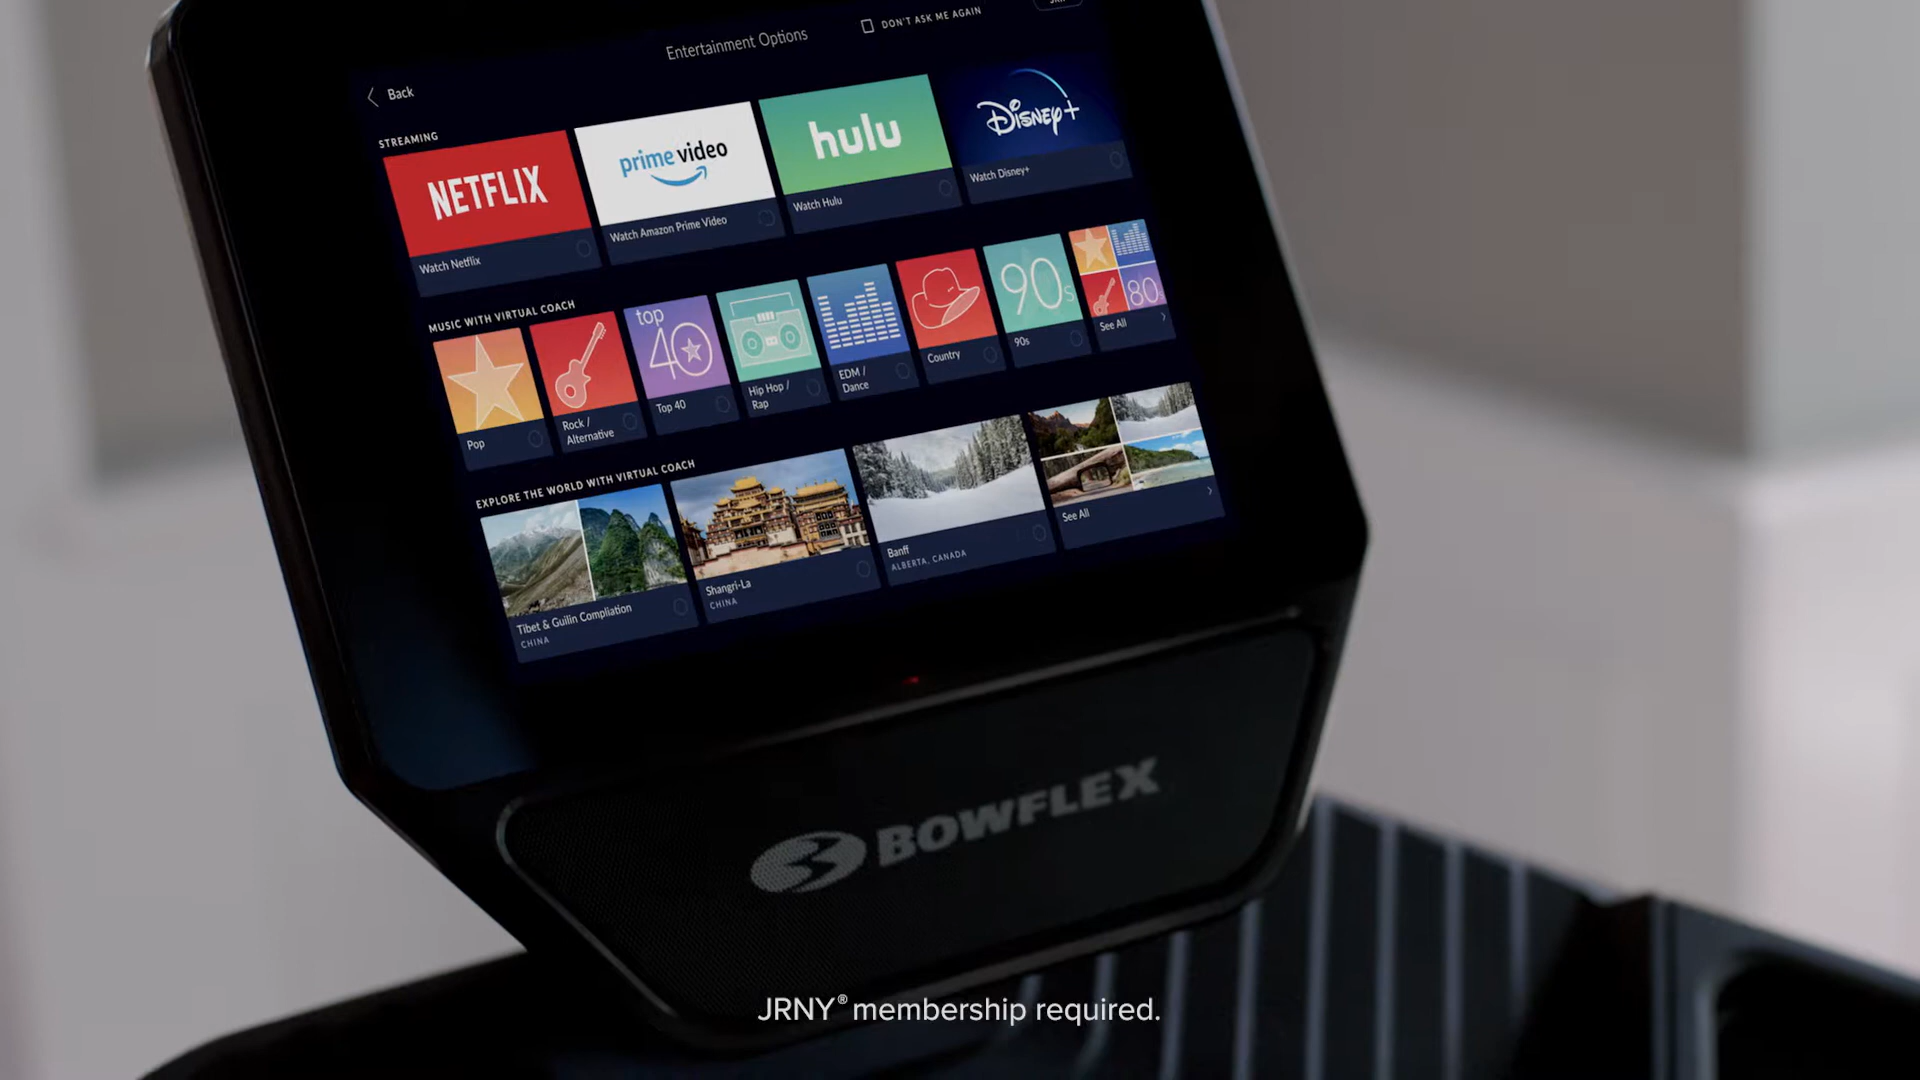 Entertainment Options
DON'T ASK ME AGAIN
Back
STREAMING
NETFLIX
prime video
hulu
Disney+
Watch Netflix
Watch Amazon Prime Video
Watch Hulu
Watch Disney+
MUSIC WITH VIRTUAL COACH
top
40
90s
80
Pop
Rock /
Alternative
Top 40
Hip Hop /
Rap
EDM /
Dance
Country
90s
See All
EXPLORE THE WORLD WITH VIRTUAL COACH
Tibet & Guilin Compliation
CHINA
Shangri-La
CHINA
Banff
ALBERTA, CANADA
See All
BOWFLEX
JRNY® membership required.